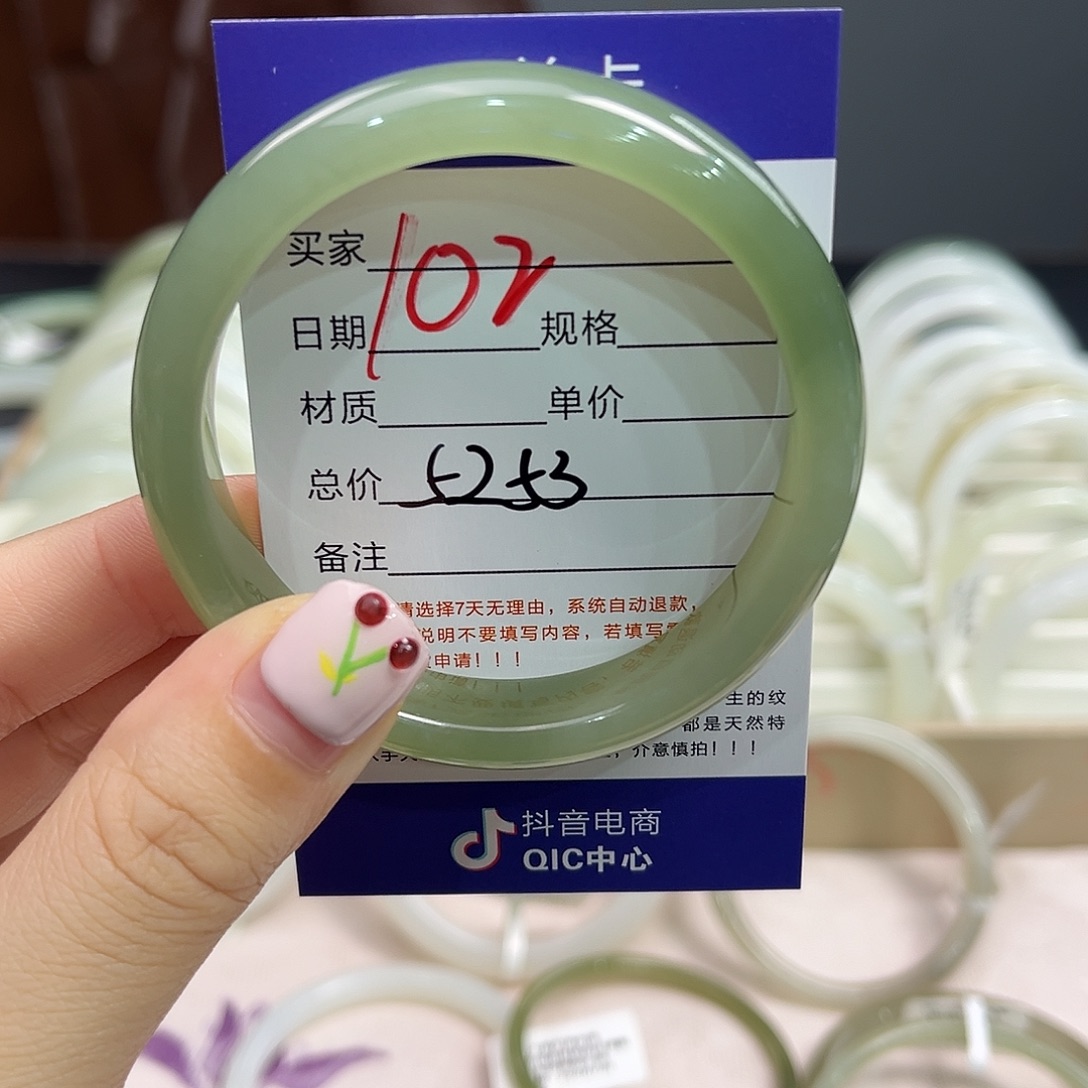 卡
买家 102
日期 规格
材质 单价
总价
备注
请选择7天无理由，系统自动退款，
说明不要填写内容，若填写
申请！！！
生的纹
都是天然特
，介意慎拍！！！
抖音电商
QIC中心